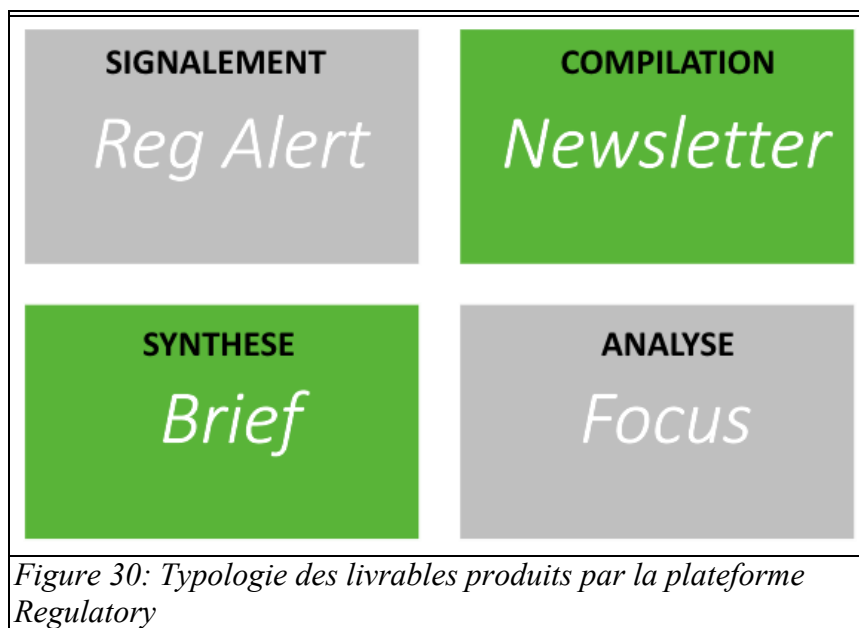 SIGNALEMENT
Reg Alert
COMPILATION
Newsletter
SYNTHESE
Brief
ANALYSE
Focus
Figure 30: Typologie des livrables produits par la plateforme
Regulatory